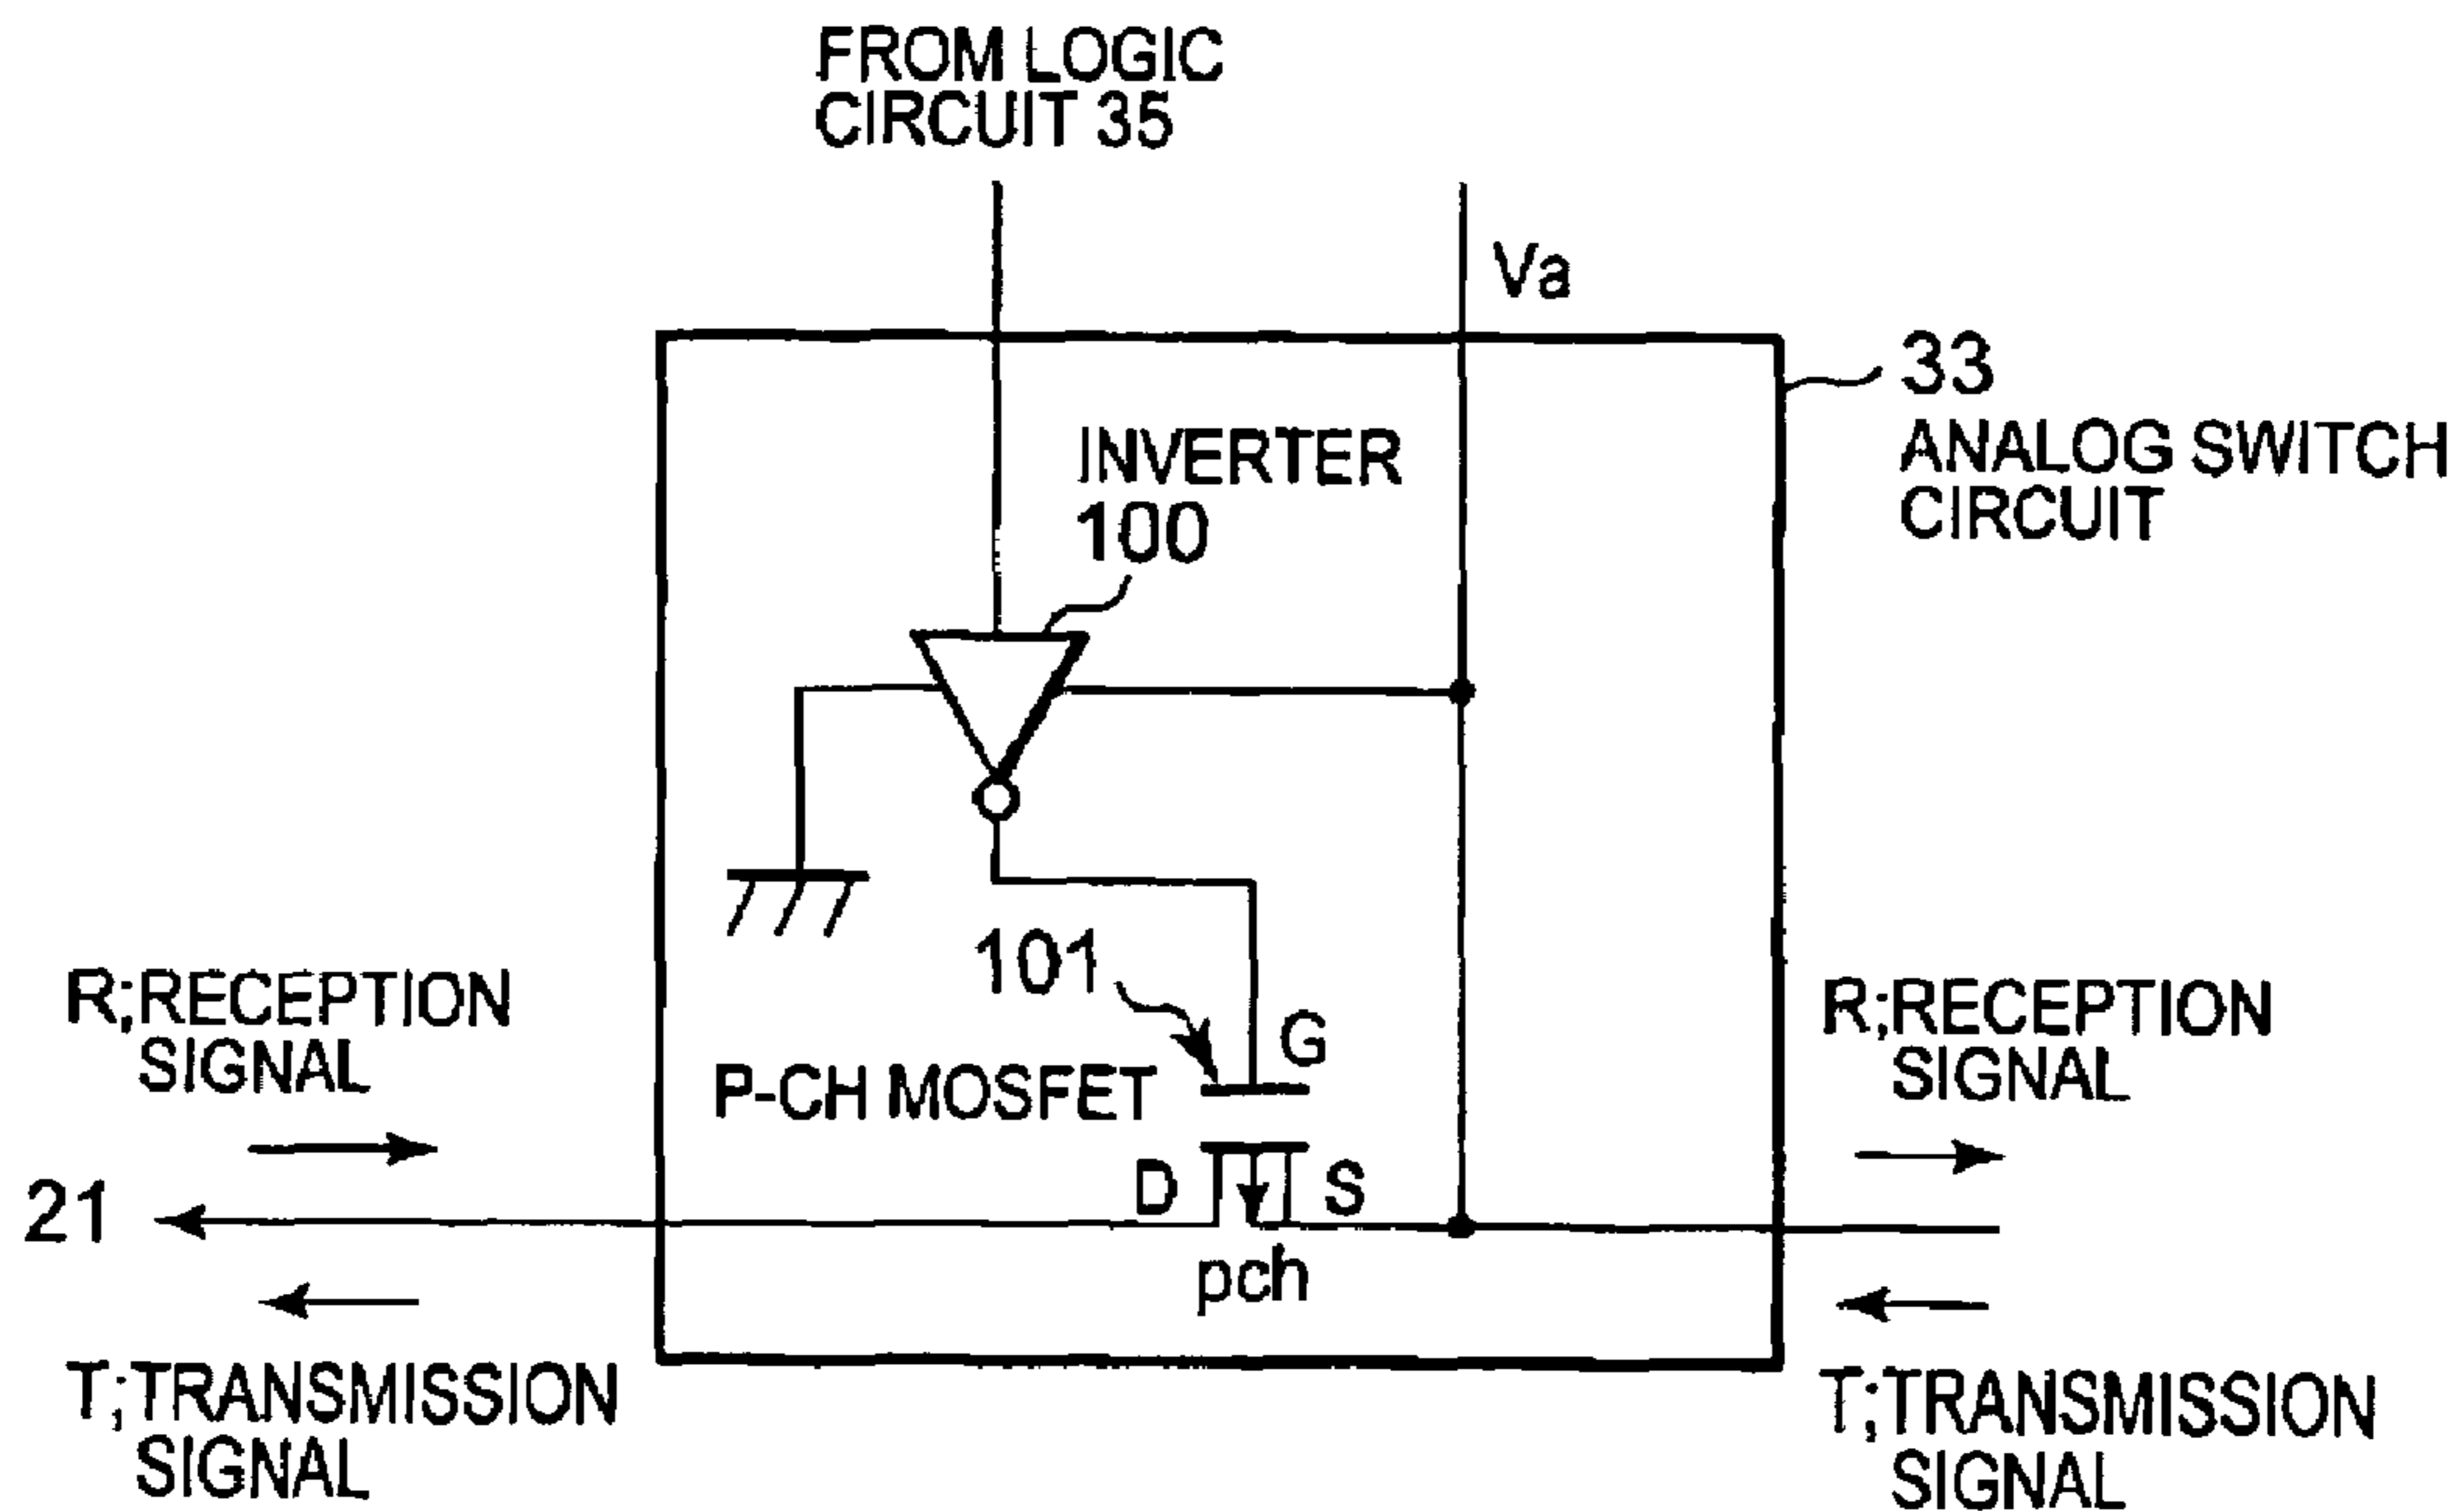 FROM LOGIC
CIRCUIT 35
Va
33
ANALOG SWITCH
CIRCUIT
INVERTER
100
101
G
P-CH MOSFET
D
S
pch
R;RECEPTION
SIGNAL
21
T;TRANSMISSION
SIGNAL
R;RECEPTION
SIGNAL
T;TRANSMISSION
SIGNAL